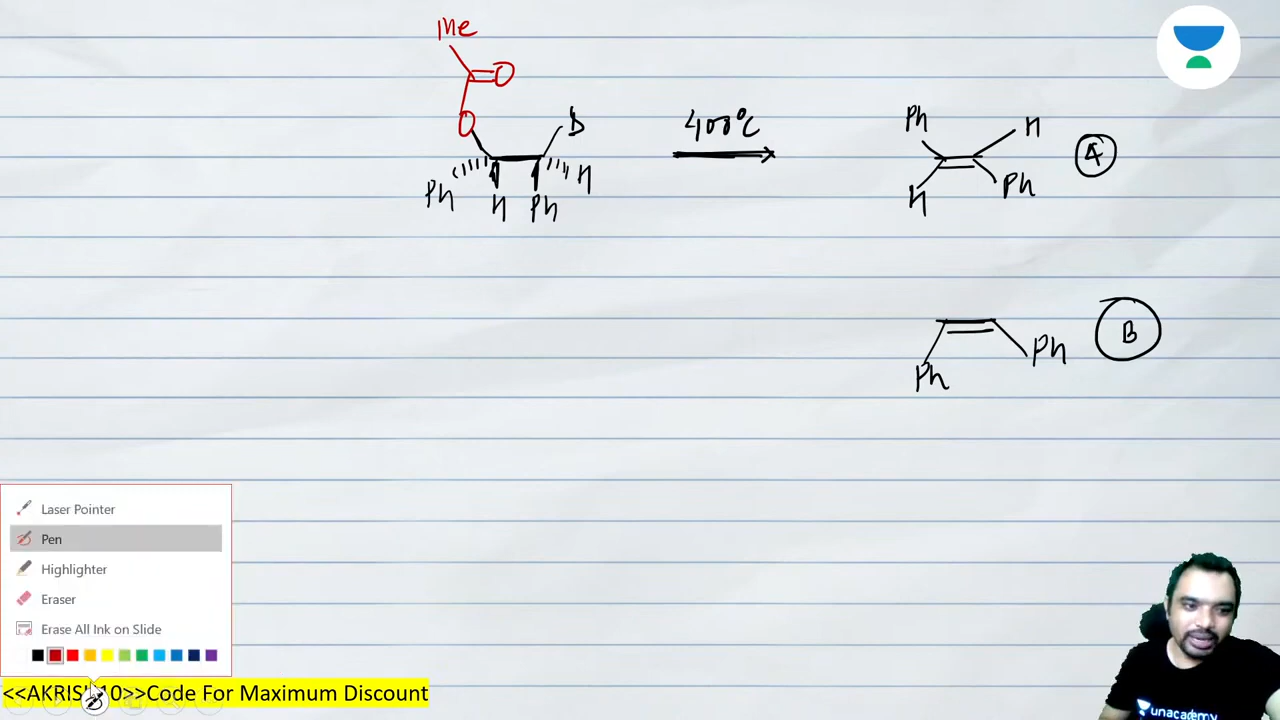 Me
O
O
D
Ph
H
Ph
H
400°C
Ph
H
H
Ph
A
Ph
Ph
B
Laser Pointer
Pen
Highlighter
Eraser
Erase All Ink on Slide
Code For Maximum Discount
unacademy